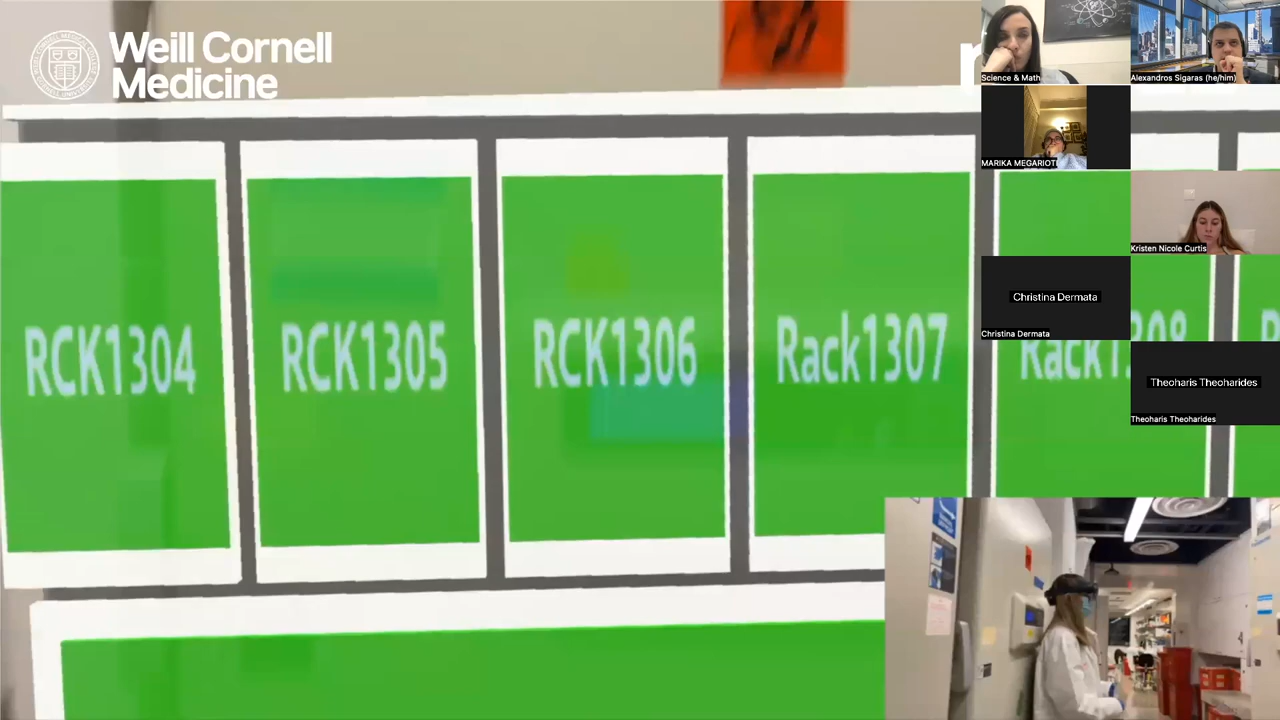 Weill Cornell
Medicine
RCK1304
RCK1305
RCK1306
Rack1307
Science & Math
Alexandros Sigaras (he/him)
MARIKA MEGARIOTI
Kristen Nicole Curtis
Christina Dermata
Christina Dermata
Theoharis Theoharides
Theoharis Theoharides